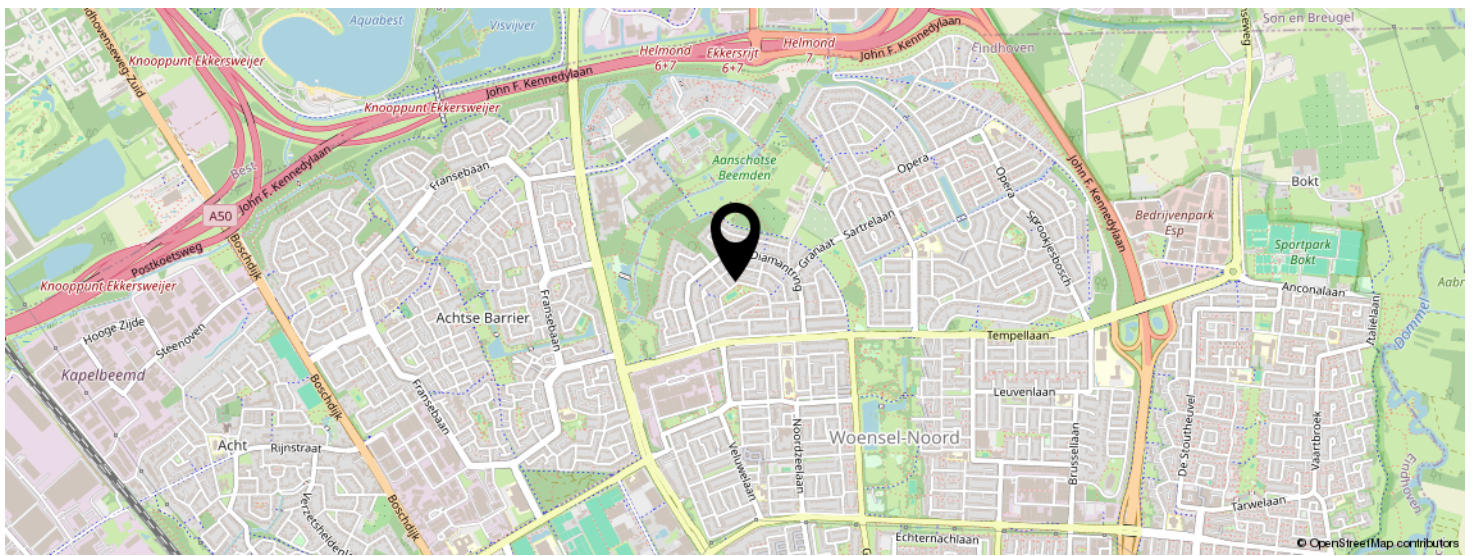 Aquabest
Visvijver
Son en Breugel
Knooppunt Ekkersweijer
Helmond
6+7
Ekkersrijt
6+7
Helmond
7
John F. Kennedylaan
Eindhoven
John F. Kennedylaan
Knooppunt Ekkersweijer
Best
Fransebaan
Aanschotse
Beemden
Opera
Opera
John F. Kennedylaan
Bokt
John F. Kennedylaan
A50
Granaat
Sartrelaan
Sprookjesbosch
Bedrijvenpark
Esp
Postkoetsweg
Boschdijk
Diamantring
Sportpark
Bokt
Knooppunt Ekkersweijer
Anconalaan
Hooge Zijde
Steenoven
Achtse Barrier
Fransebaan
Tempellaan
Italielaan
Dommel
Kapelbeemd
Boschdijk
Fransebaan
Leuvenlaan
Acht
Rijnstraat
Veluwelaan
Noordzeelaan
Woensel-Noord
Brusselaan
De Stoutheuvel
Vaartbroek
Eindhoven
Boschdijk
Tarwelaan
Echternachlaan
© OpenStreetMap contributors